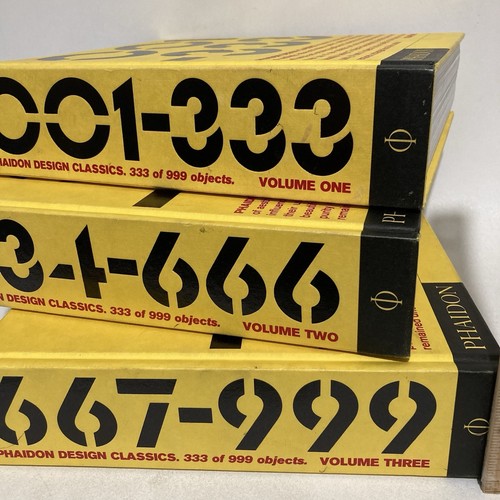 001-333
PHAIDON DESIGN CLASSICS. 333 of 999 objects. VOLUME ONE
34-666
DESIGN CLASSICS. 333 of 999 objects. VOLUME TWO
PHAIDON
remained
667-999
PHAIDON DESIGN CLASSICS. 333 of 999 objects. VOLUME THREE